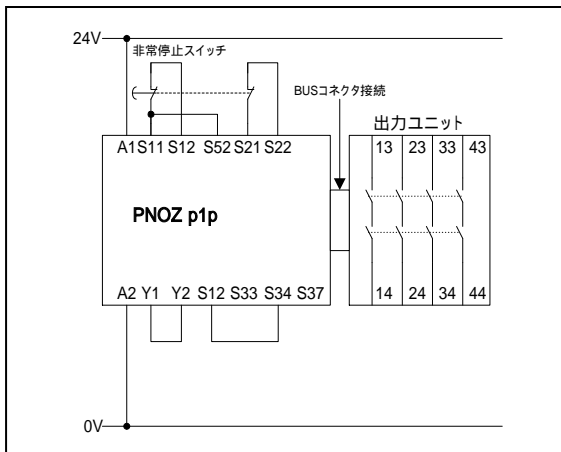 24V
非常停止スイッチ
BUSコネクタ接続
出力ユニット
A1 S11 S12 S52 S21 S22
13 23 33 43
PNOZ p1p
A2 Y1 Y2 S12 S33 S34 S37
14 24 34 44
0V